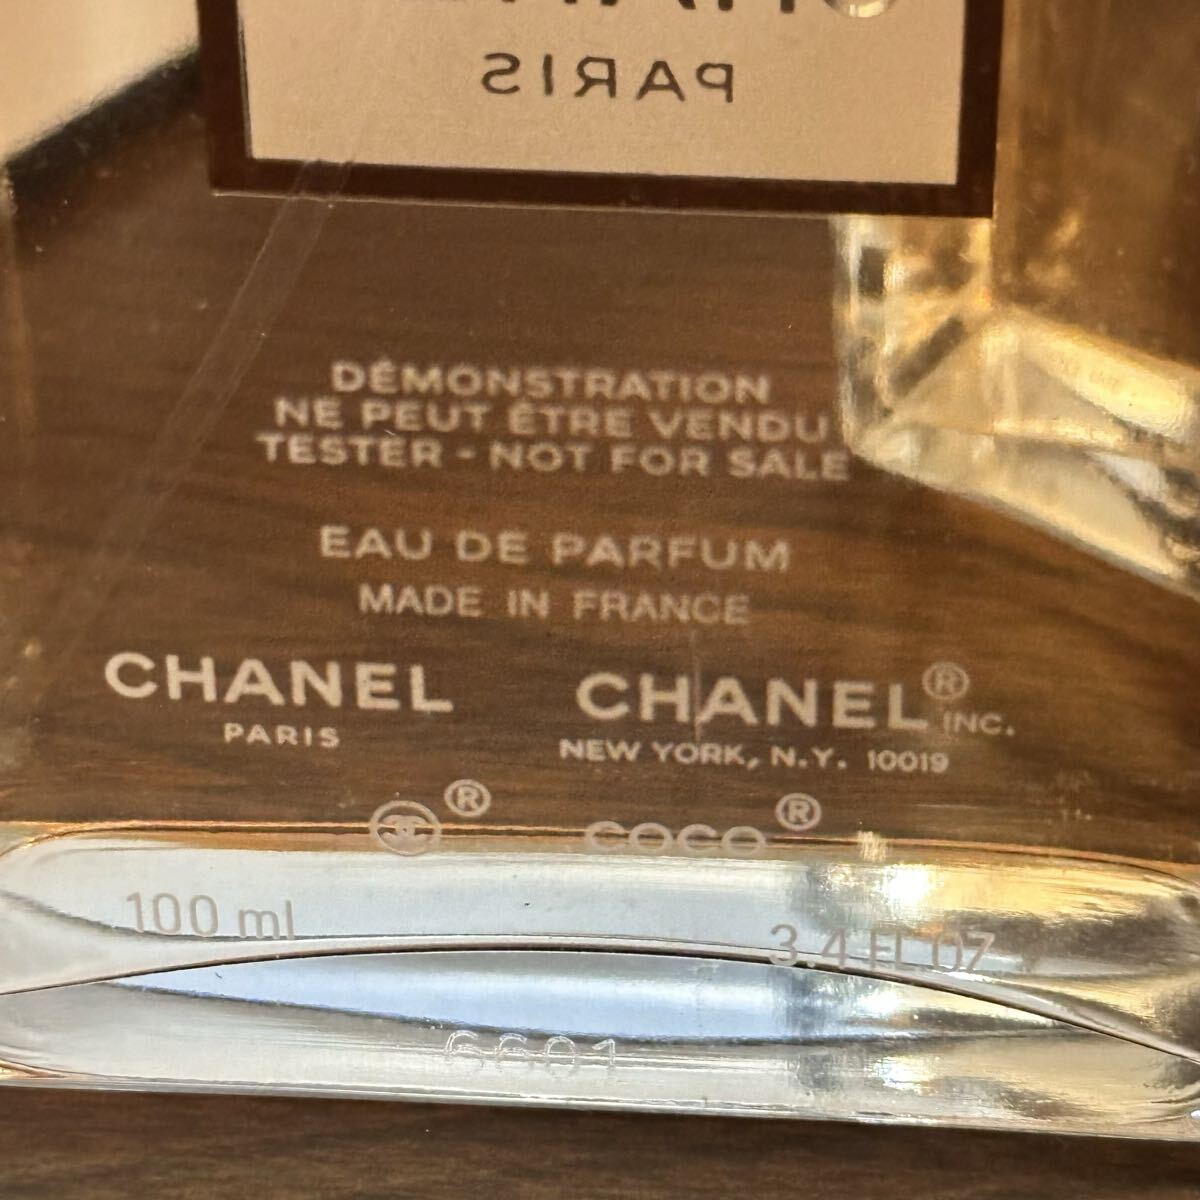 PARIS
DÉMONSTRATION
NE PEUT ÊTRE VENDU
TESTER - NOT FOR SALE
EAU DE PARFUM
MADE IN FRANCE
CHANEL
PARIS
CHANEL® INC.
NEW YORK, N.Y. 10019
®
COCO®
100 ml
3.4 FL OZ
6601